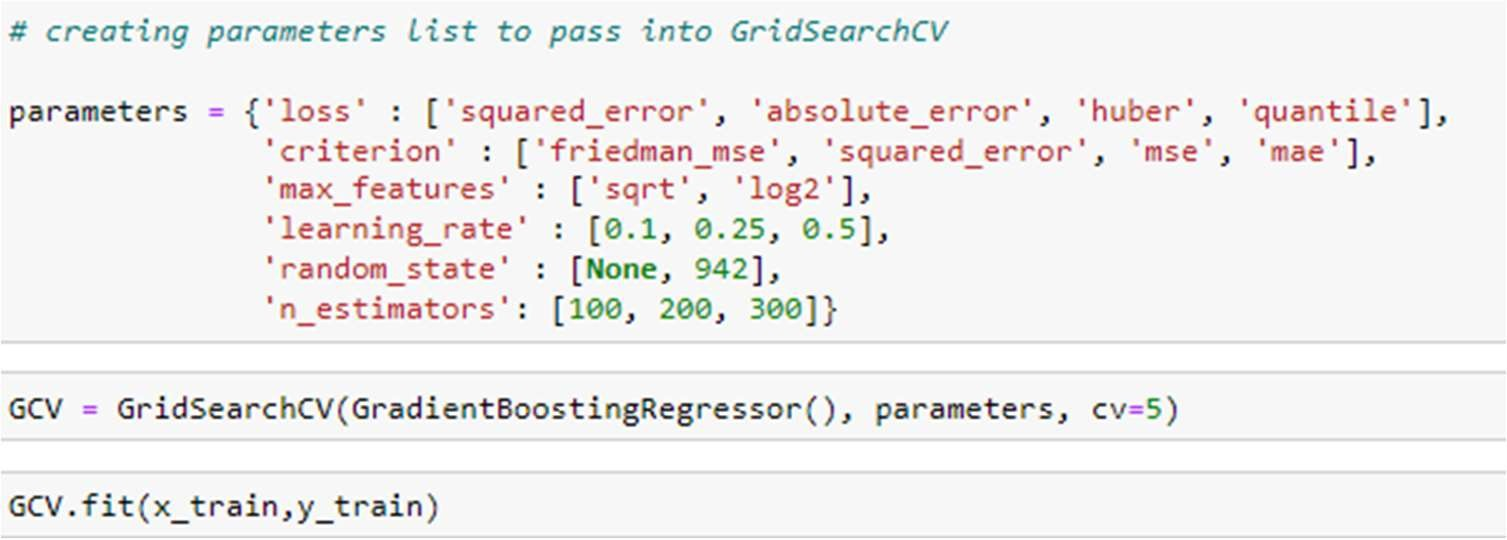 # creating parameters list to pass into GridSearchCV
parameters = {'loss' : ['squared_error', 'absolute_error', 'huber', 'quantile'],
'criterion' : ['friedman_mse', 'squared_error', 'mse', 'mae'],
'max_features' : ['sqrt', 'log2'],
'learning_rate' : [0.1, 0.25, 0.5],
'random_state' : [None, 942],
'n_estimators': [100, 200, 300]}
GCV = GridSearchCV(GradientBoostingRegressor(), parameters, cv=5)
GCV.fit(x_train,y_train)